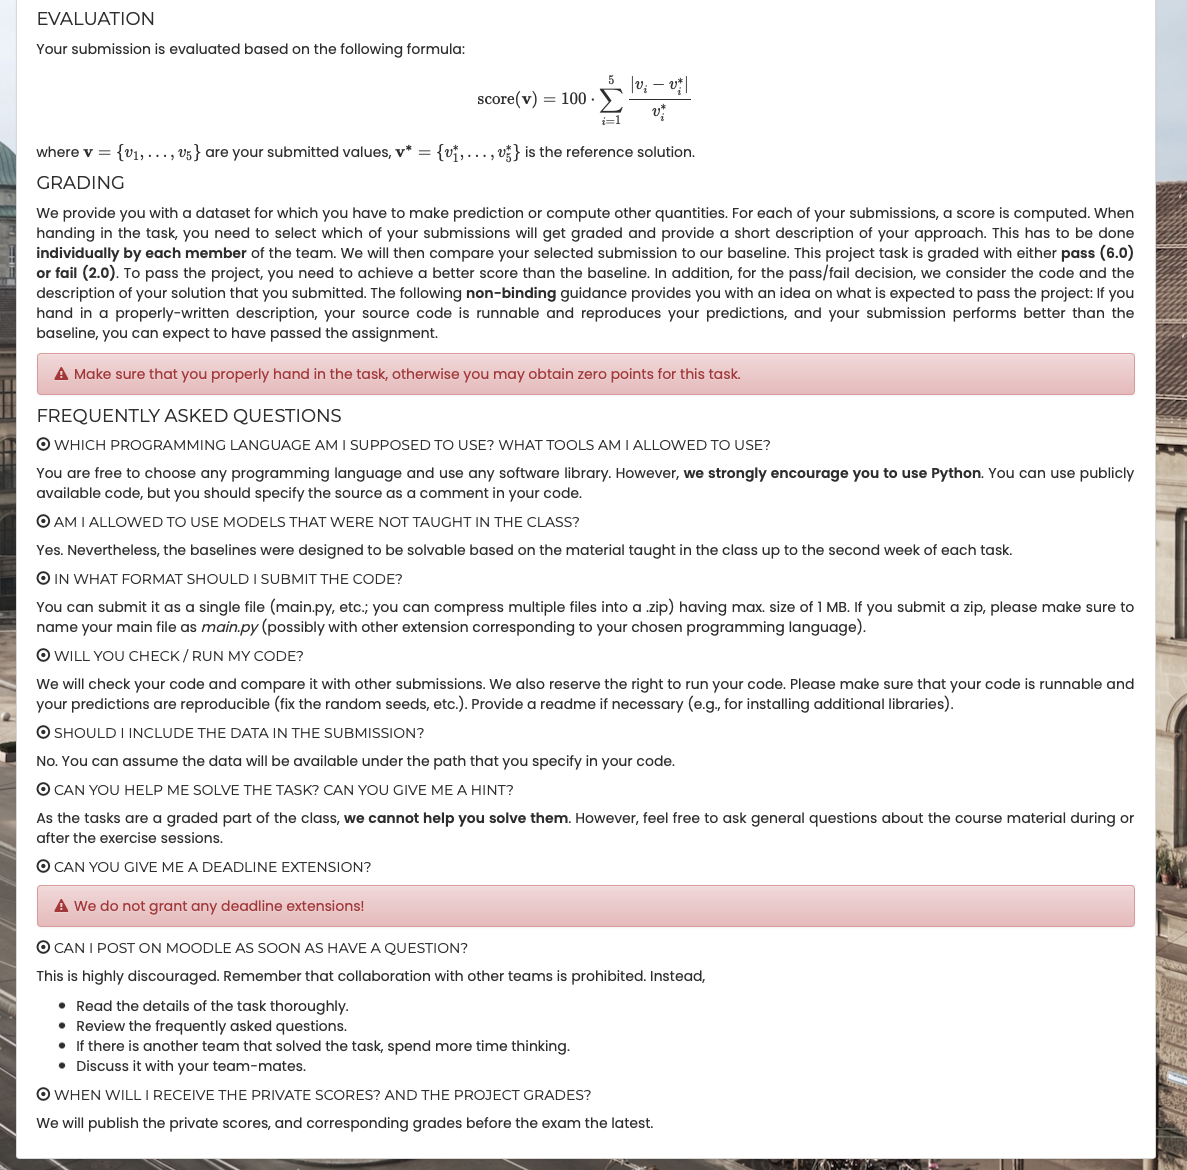 EVALUATION
Your submission is evaluated based on the following formula:
score(v) = 100 · ∑_{i=1}^{5} |v_i − v_i^*| / v_i^*
where v = {v_1, . . . , v_5} are your submitted values, v* = {v_1^*, . . . , v_5^*} is the reference solution.
GRADING
We provide you with a dataset for which you have to make prediction or compute other quantities. For each of your submissions, a score is computed. When
handing in the task, you need to select which of your submissions will get graded and provide a short description of your approach. This has to be done
individually by each member of the team. We will then compare your selected submission to our baseline. This project task is graded with either pass (6.0)
or fail (2.0). To pass the project, you need to achieve a better score than the baseline. In addition, for the pass/fail decision, we consider the code and the
description of your solution that you submitted. The following non-binding guidance provides you with an idea on what is expected to pass the project: If you
hand in a properly-written description, your source code is runnable and reproduces your predictions, and your submission performs better than the
baseline, you can expect to have passed the assignment.
Make sure that you properly hand in the task, otherwise you may obtain zero points for this task.
FREQUENTLY ASKED QUESTIONS
WHICH PROGRAMMING LANGUAGE AM I SUPPOSED TO USE? WHAT TOOLS AM I ALLOWED TO USE?
You are free to choose any programming language and use any software library. However, we strongly encourage you to use Python. You can use publicly
available code, but you should specify the source as a comment in your code.
AM I ALLOWED TO USE MODELS THAT WERE NOT TAUGHT IN THE CLASS?
Yes. Nevertheless, the baselines were designed to be solvable based on the material taught in the class up to the second week of each task.
IN WHAT FORMAT SHOULD I SUBMIT THE CODE?
You can submit it as a single file (main.py, etc.; you can compress multiple files into a .zip) having max. size of 1 MB. If you submit a zip, please make sure to
name your main file as main.py (possibly with other extension corresponding to your chosen programming language).
WILL YOU CHECK / RUN MY CODE?
We will check your code and compare it with other submissions. We also reserve the right to run your code. Please make sure that your code is runnable and
your predictions are reproducible (fix the random seeds, etc.). Provide a readme if necessary (e.g., for installing additional libraries).
SHOULD I INCLUDE THE DATA IN THE SUBMISSION?
No. You can assume the data will be available under the path that you specify in your code.
CAN YOU HELP ME SOLVE THE TASK? CAN YOU GIVE ME A HINT?
As the tasks are a graded part of the class, we cannot help you solve them. However, feel free to ask general questions about the course material during or
after the exercise sessions.
CAN YOU GIVE ME A DEADLINE EXTENSION?
We do not grant any deadline extensions!
CAN I POST ON MOODLE AS SOON AS HAVE A QUESTION?
This is highly discouraged. Remember that collaboration with other teams is prohibited. Instead,
• Read the details of the task thoroughly.
• Review the frequently asked questions.
• If there is another team that solved the task, spend more time thinking.
• Discuss it with your team-mates.
WHEN WILL I RECEIVE THE PRIVATE SCORES? AND THE PROJECT GRADES?
We will publish the private scores, and corresponding grades before the exam the latest.